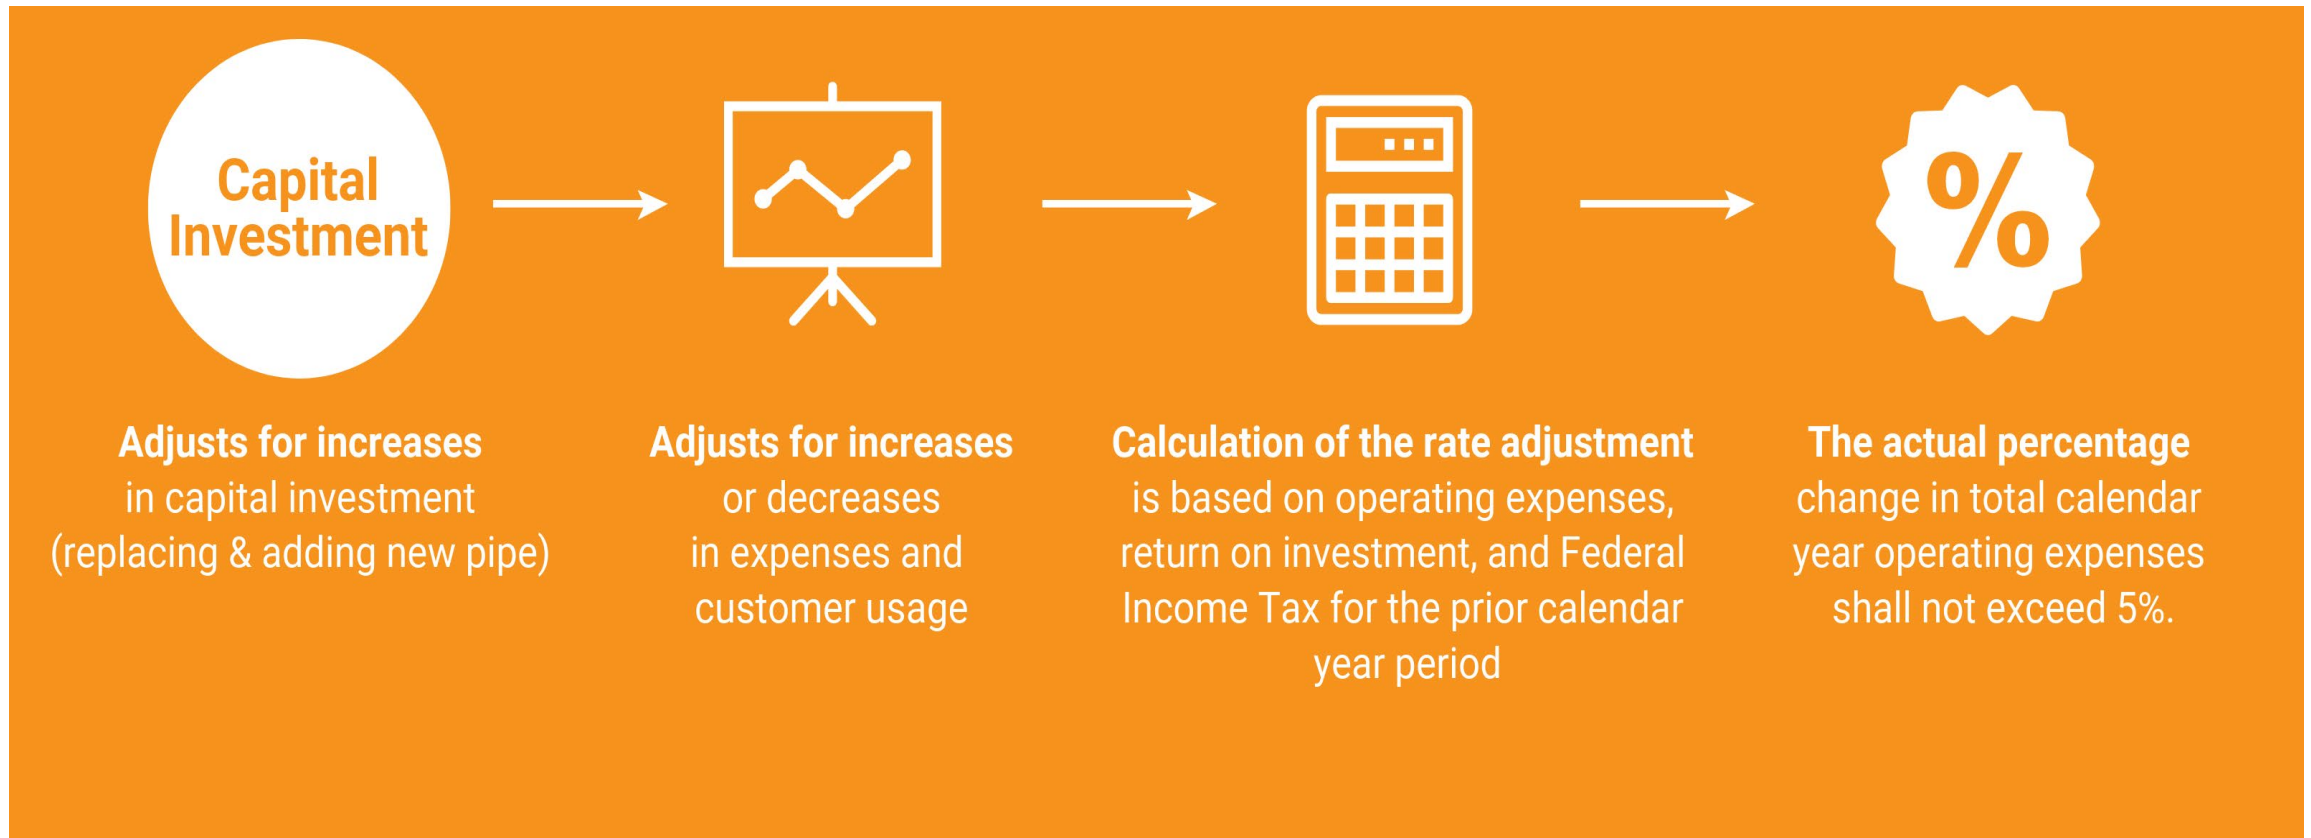 Capital
Investment
%
Adjusts for increases
in capital investment
(replacing & adding new pipe)
Adjusts for increases
or decreases
in expenses and
customer usage
Calculation of the rate adjustment
is based on operating expenses,
return on investment, and Federal
Income Tax for the prior calendar
year period
The actual percentage
change in total calendar
year operating expenses
shall not exceed 5%.